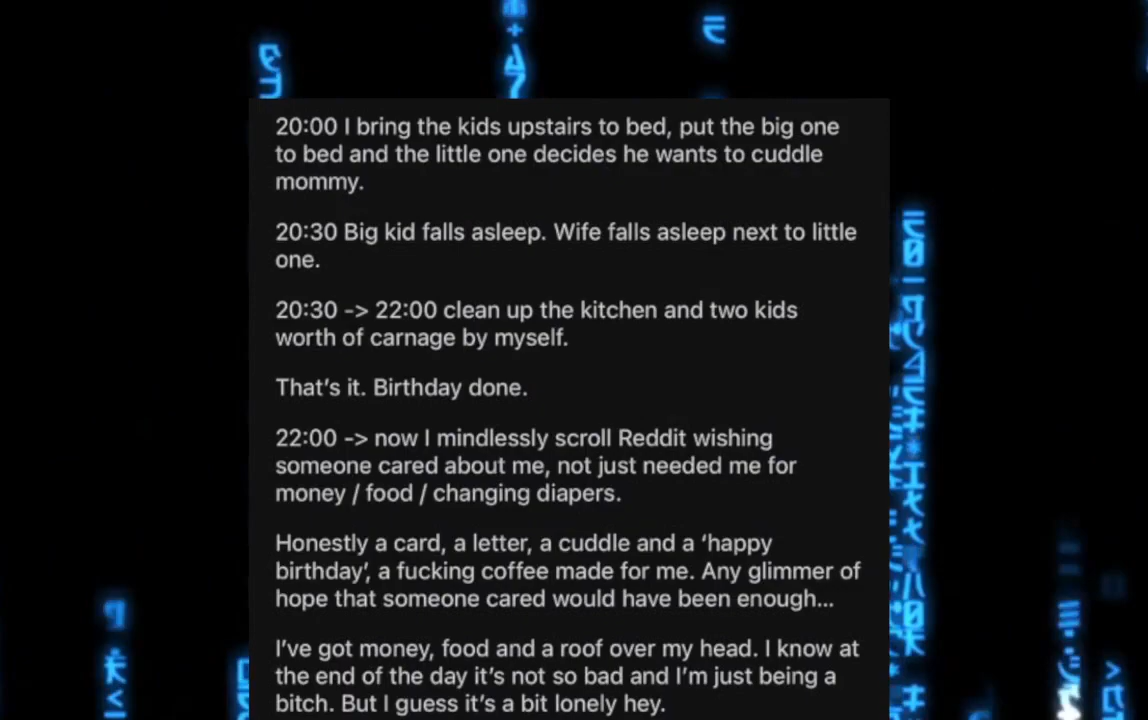 20:00 I bring the kids upstairs to bed, put the big one
to bed and the little one decides he wants to cuddle
mommy.
20:30 Big kid falls asleep. Wife falls asleep next to little
one.
20:30 -> 22:00 clean up the kitchen and two kids
worth of carnage by myself.
That’s it. Birthday done.
22:00 -> now I mindlessly scroll Reddit wishing
someone cared about me, not just needed me for
money / food / changing diapers.
Honestly a card, a letter, a cuddle and a ‘happy
birthday’, a fucking coffee made for me. Any glimmer of
hope that someone cared would have been enough...
I’ve got money, food and a roof over my head. I know at
the end of the day it’s not so bad and I’m just being a
bitch. But I guess it’s a bit lonely hey.